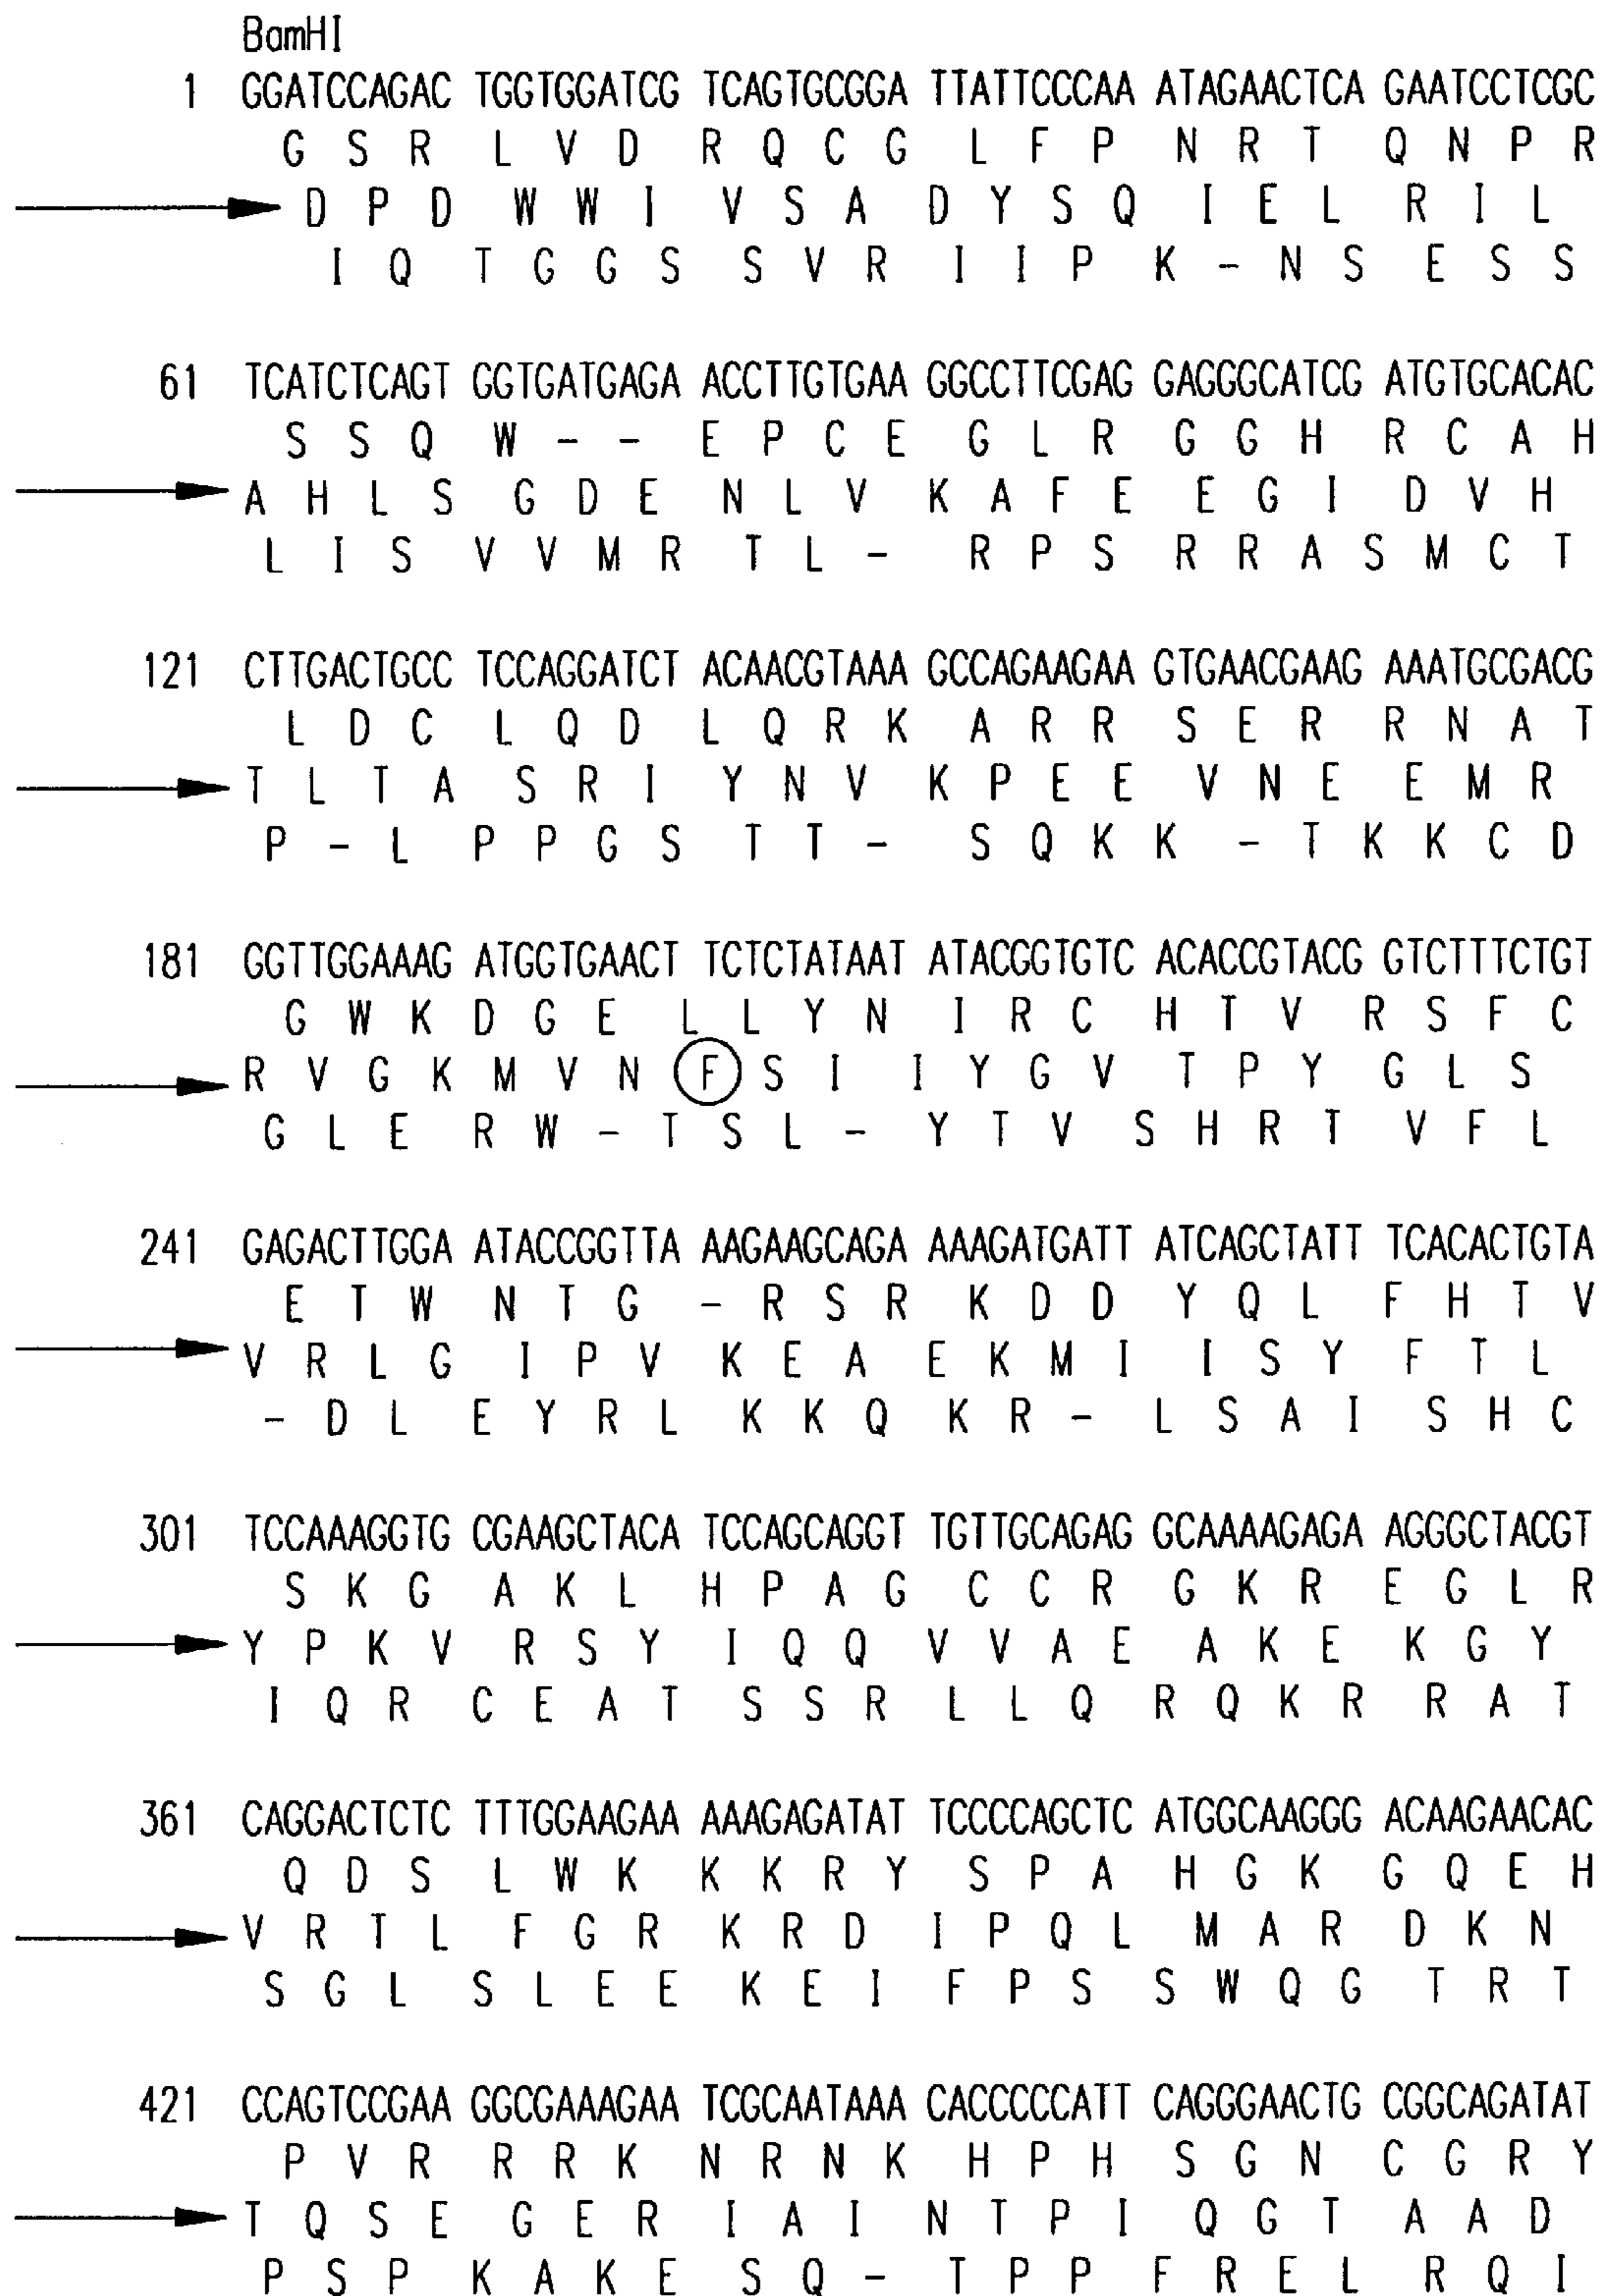 BamHI
1 GGATCCAGAC TGGTGGATCG TCAGTGCGGA TTATTCCCAA ATAGAACTCA GAATCCTCGC
G S R L V D R Q C G L F P N R T Q N P R
D P D W W I V S A D Y S Q I E L R I L
I Q T G G S S V R I I P K - N S E S S
61 TCATCTCAGT GGTGATGAGA ACCTTGTGAA GGCCTTCGAG GAGGGCATCG ATGTGCACAC
S S Q W - - E P C E G L R G G H R C A H
A H L S G D E N L V K A F E E G I D V H
L I S V V M R T L - R P S R R A S M C T
121 CTTGACTGCC TCCAGGATCT ACAACGTAAA GCCAGAAGAA GTGAACGAAG AAATGCGACG
L D C L Q D L Q R K A R R S E R R N A T
T L T A S R I Y N V K P E E V N E E M R
P - L P P G S T T - S Q K K - T K K C D
181 GGTTGGAAAG ATGGTGAACT TCTCTATAAT ATACGGTGTC ACACCGTACG GTCTTTCTGT
G W K D G E L L Y N I R C H T V R S F C
R V G K M V N F S I I Y G V T P Y G L S
G L E R W - T S L - Y T V S H R T V F L
241 GAGACTTGGA ATACCGGTTA AAGAAGCAGA AAAGATGATT ATCAGCTATT TCACACTGTA
E T W N T G - R S R K D D Y Q L F H T V
V R L G I P V K E A E K M I I S Y F T L
- D L E Y R L K K Q K R - L S A I S H C
301 TCCAAAGGTG CGAAGCTACA TCCAGCAGGT TGTTGCAGAG GCAAAAGAGA AGGGCTACGT
S K G A K L H P A G C C R G K R E G L R
Y P K V R S Y I Q Q V V A E A K E K G Y
I Q R C E A T S S R L L Q R Q K R R A T
361 CAGGACTCTC TTTGGAAGAA AAAGAGATAT TCCCCAGCTC ATGGCAAGGG ACAAGAACAC
Q D S L W K K K R Y S P A H G K G Q E H
V R T L F G R K R D I P Q L M A R D K N
S G L S L E E K E I F P S S W Q G T R T
421 CCAGTCCGAA GGCGAAAGAA TCGCAATAAA CACCCCCATT CAGGGAACTG CGGCAGATAT
P V R R R K N R N K H P H S G N C G R Y
T Q S E G E R I A I N T P I Q G T A A D
P S P K A K E S Q - T P P F R E L R Q I